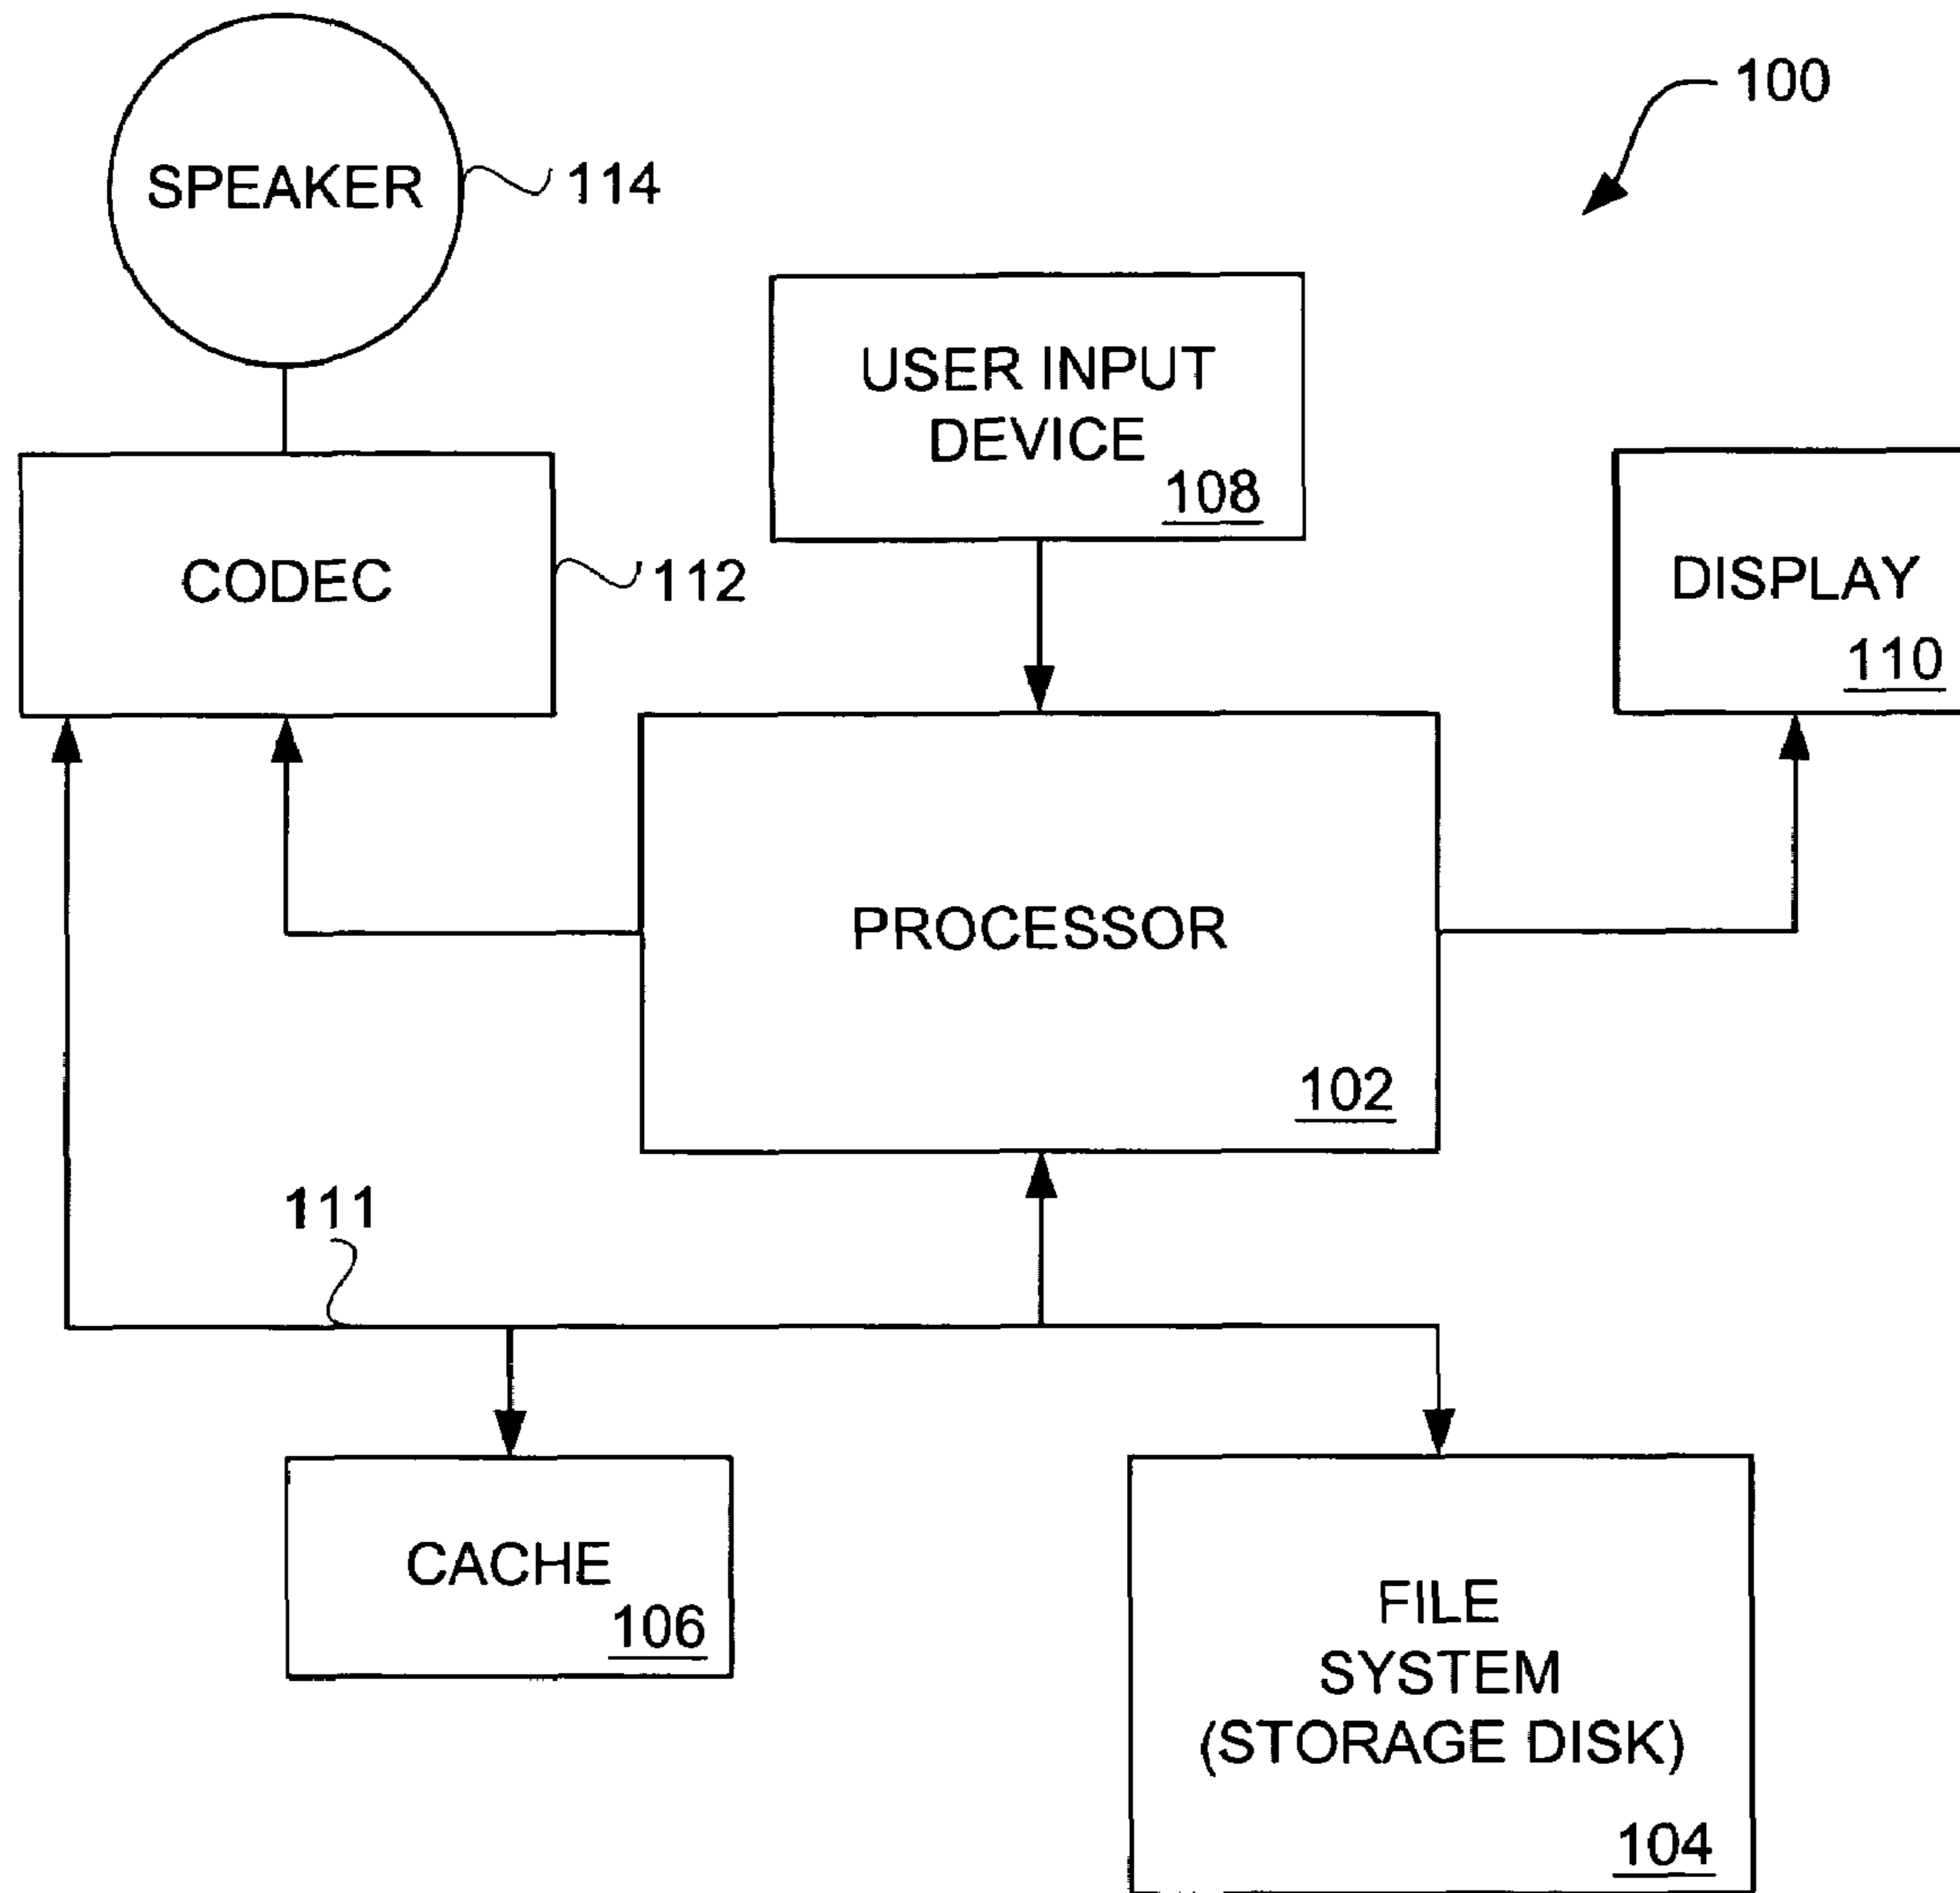 100
SPEAKER
114
USER INPUT
DEVICE
108
CODEC
112
DISPLAY
110
PROCESSOR
102
111
CACHE
106
FILE
SYSTEM
(STORAGE DISK)
104